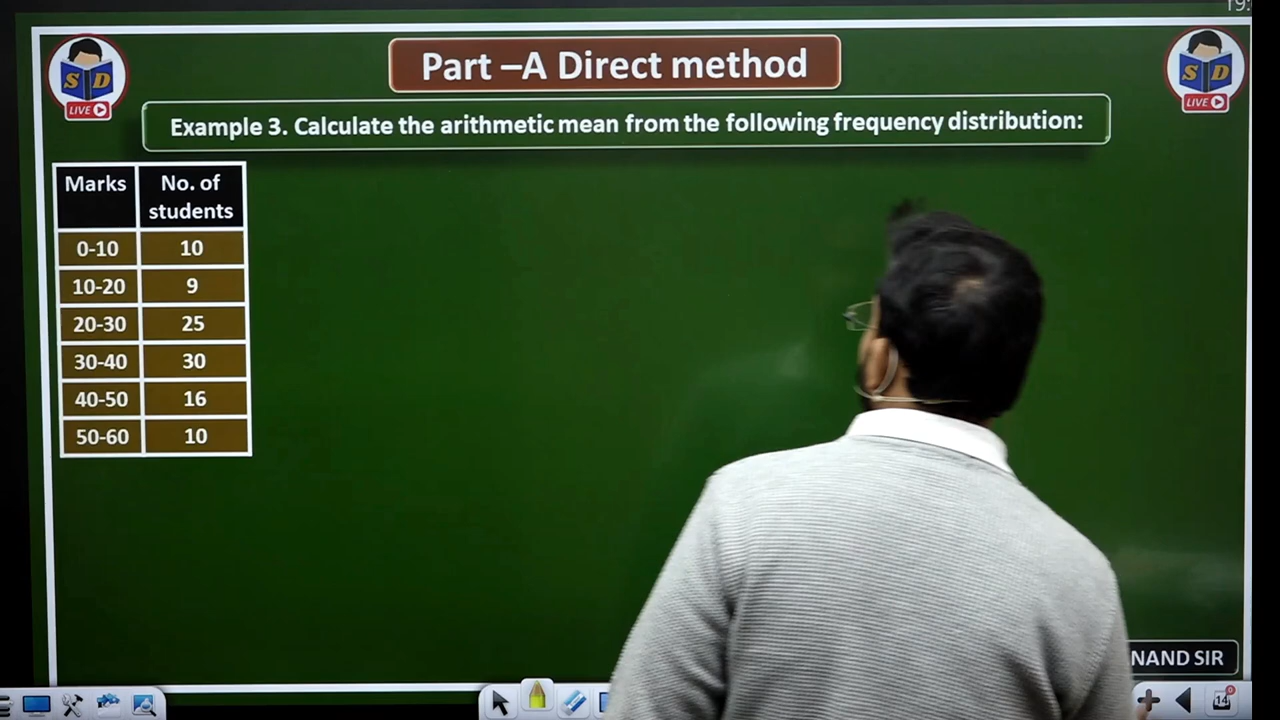 Part –A Direct method
S D
LIVE
S D
LIVE
Example 3. Calculate the arithmetic mean from the following frequency distribution:
Marks No. of students
0-10 10
10-20 9
20-30 25
30-40 30
40-50 16
50-60 10
NAND SIR
14